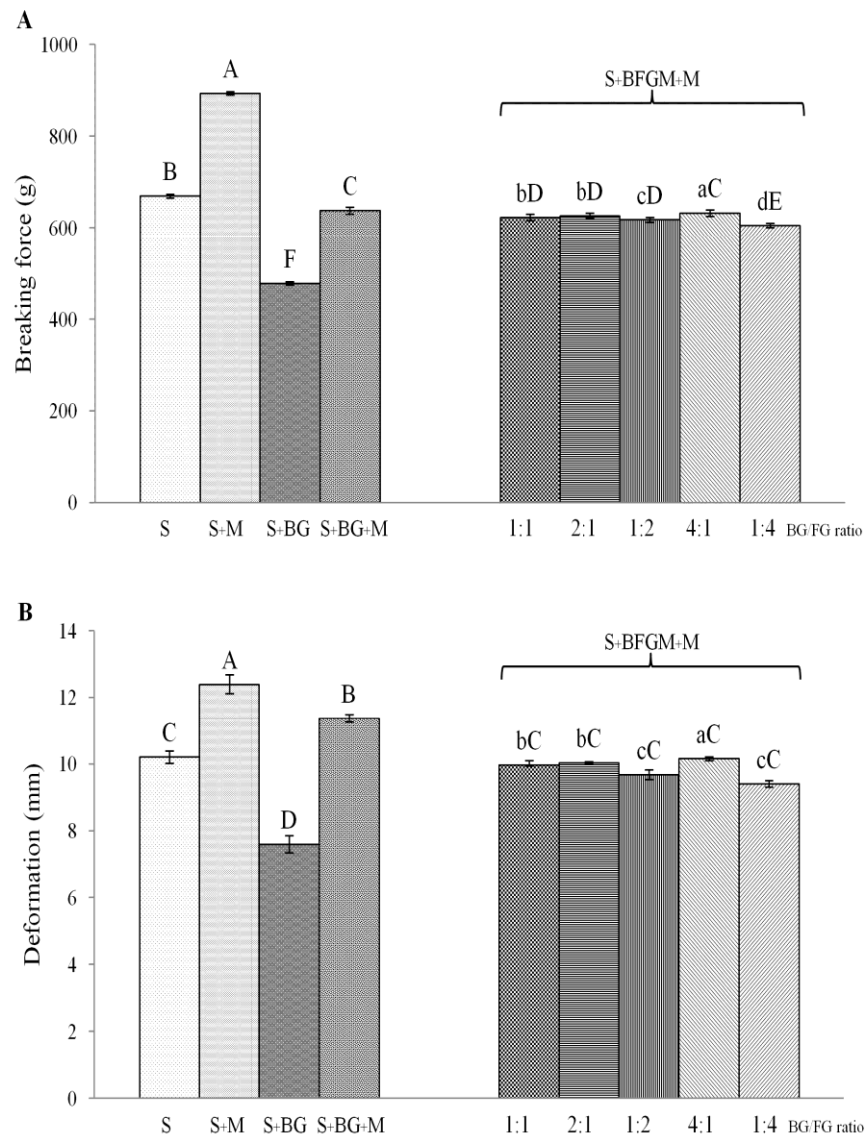 A
1000
800
600
400
200
0
Breaking force (g)
B
A
F
C
S+BFGM+M
bD bD cD aC dE
S S+M S+BG S+BG+M 1:1 2:1 1:2 4:1 1:4 BG/FG ratio
B
14
12
10
8
6
4
2
0
Deformation (mm)
C
A
D
B
S+BFGM+M
bC bC cC aC cC
S S+M S+BG S+BG+M 1:1 2:1 1:2 4:1 1:4 BG/FG ratio